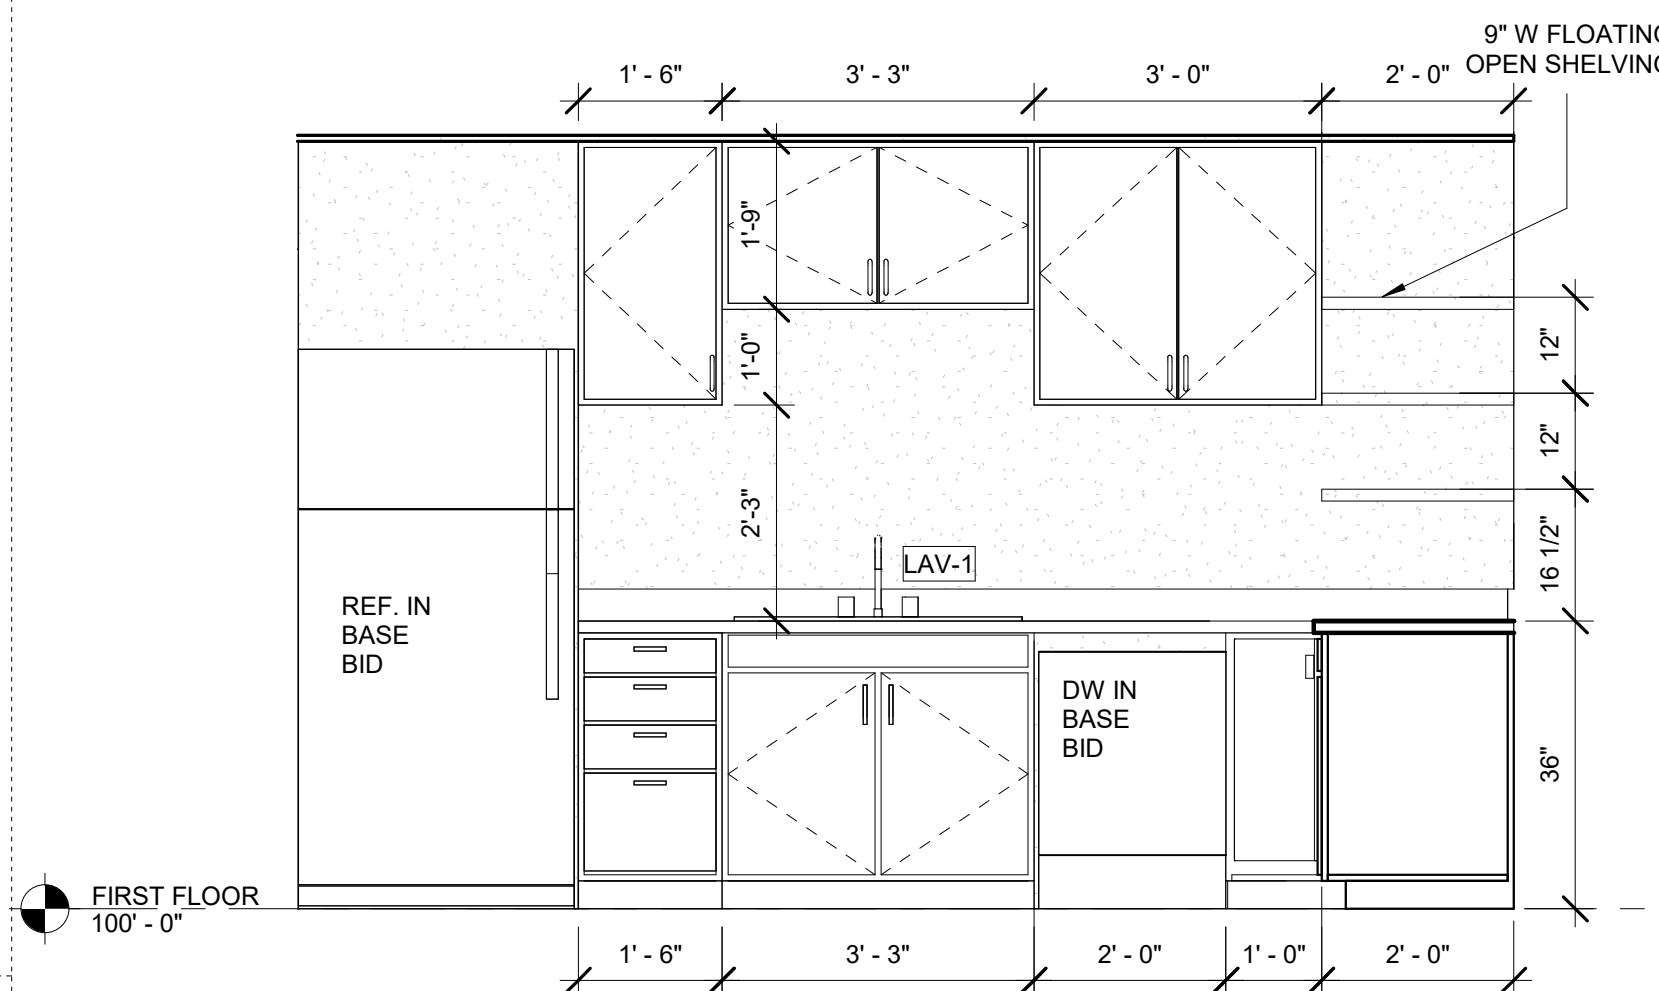 9" W FLOATING
OPEN SHELVING
1' - 6"
3' - 3"
3' - 0"
2' - 0"
1'-9"
1'-0"
2'-3"
12"
12"
16 1/2"
36"
LAV-1
REF. IN
BASE
BID
DW IN
BASE
BID
FIRST FLOOR
100' - 0"
1' - 6"
3' - 3"
2' - 0"
1' - 0"
2' - 0"